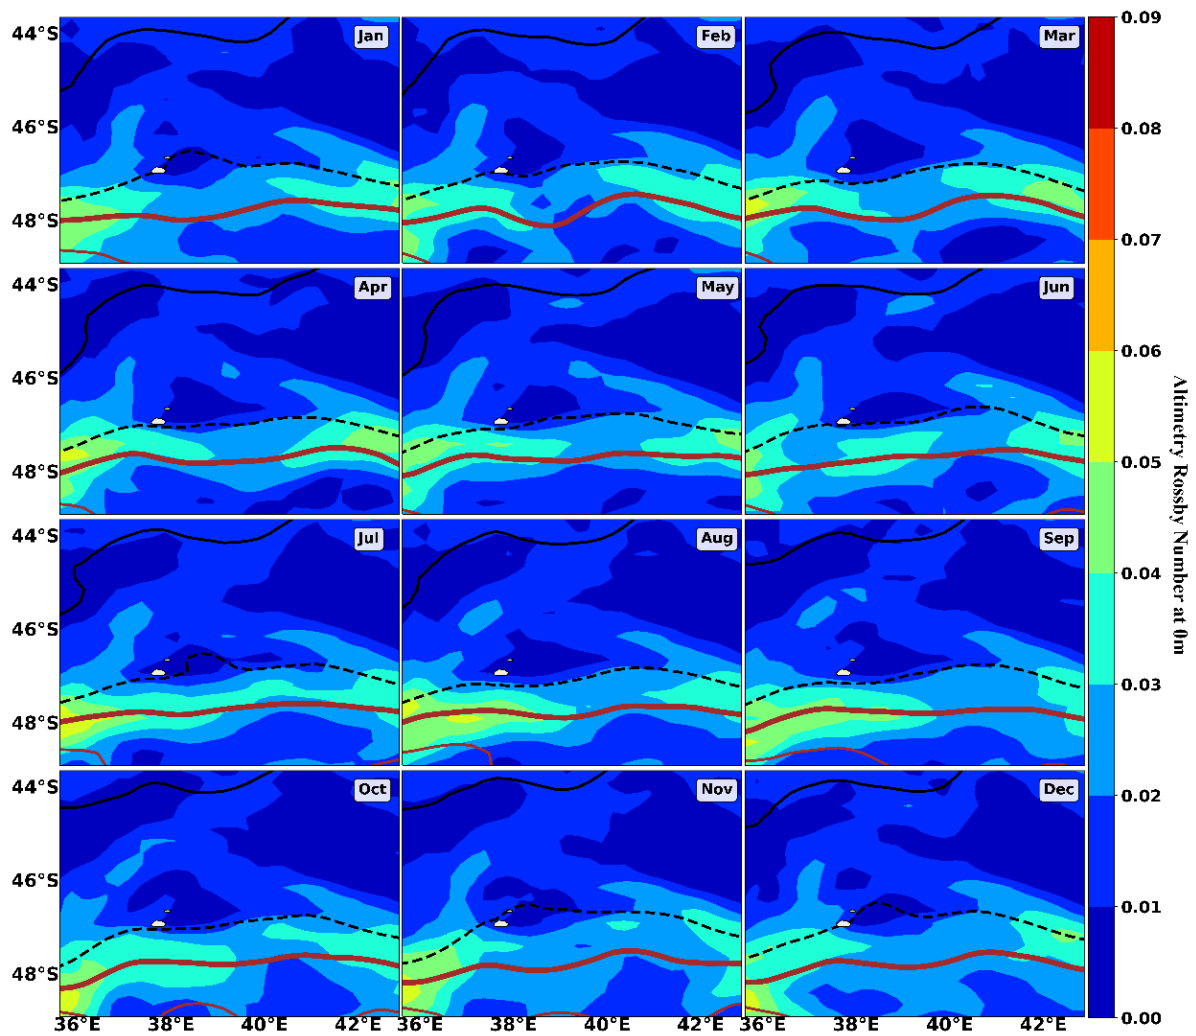 44°S
Jan
Feb
Mar
0.09
46°S
0.08
48°S
0.07
44°S
Apr
May
Jun
0.06
46°S
48°S
0.05
44°S
Jul
Aug
Sep
0.04
46°S
0.03
48°S
44°S
Oct
Nov
Dec
0.02
46°S
0.01
48°S
0.00
36°E 38°E 40°E 42°E 36°E 38°E 40°E 42°E 36°E 38°E 40°E 42°E
Altimetry Rossby Number at 0m